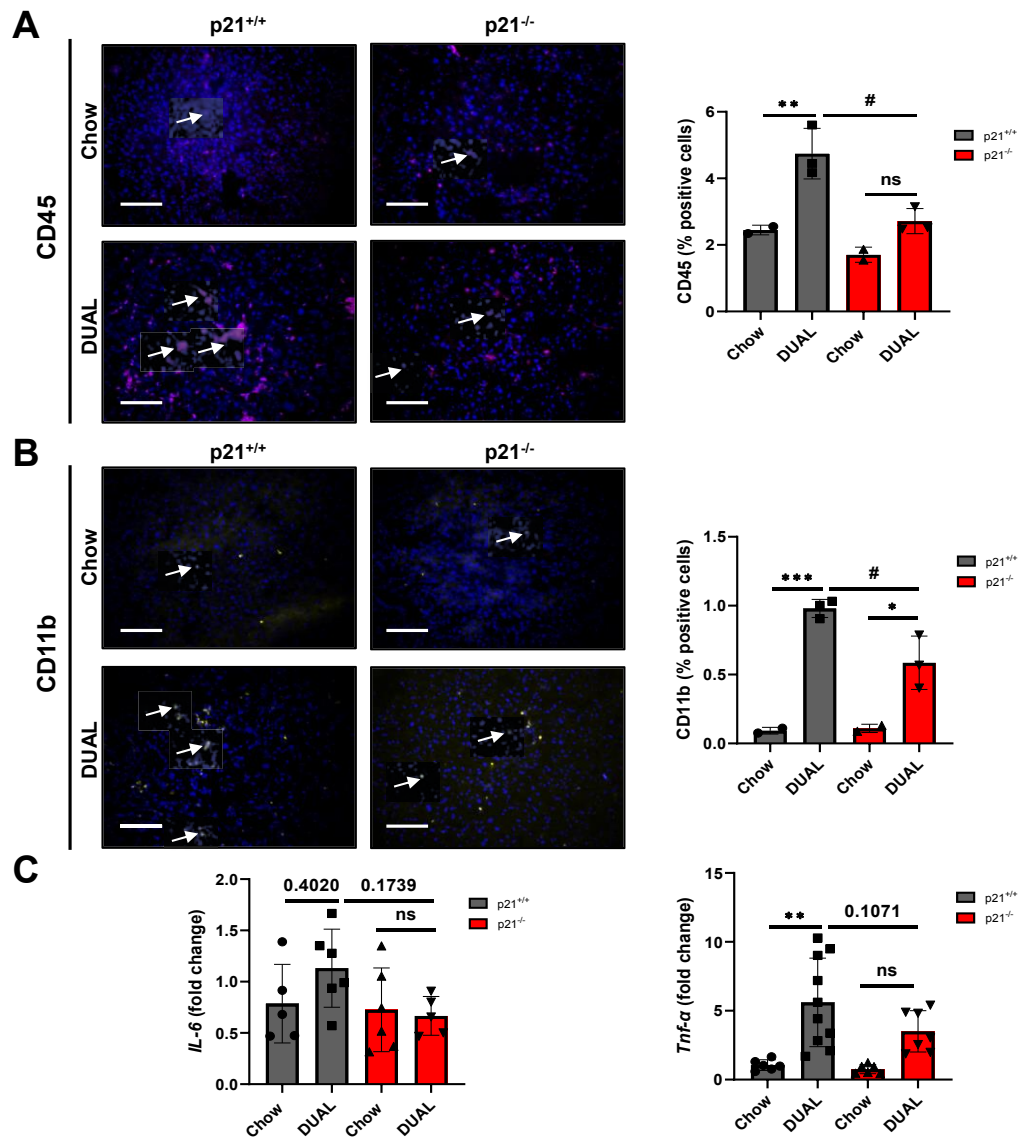 A
p21+/+
p21-/-
CD45
Chow
DUAL
CD45 (% positive cells)
6
4
2
0
**
#
ns
Chow
DUAL
Chow
DUAL
p21+/+
p21-/-
B
p21+/+
p21-/-
CD11b
Chow
DUAL
CD11b (% positive cells)
1.5
1.0
0.5
0.0
***
#
*
Chow
DUAL
Chow
DUAL
p21+/+
p21-/-
C
IL-6 (fold change)
2.0
1.5
1.0
0.5
0.0
0.4020
0.1739
ns
Chow
DUAL
Chow
DUAL
p21+/+
p21-/-
Tnf-α (fold change)
15
10
5
0
**
0.1071
ns
Chow
DUAL
Chow
DUAL
p21+/+
p21-/-